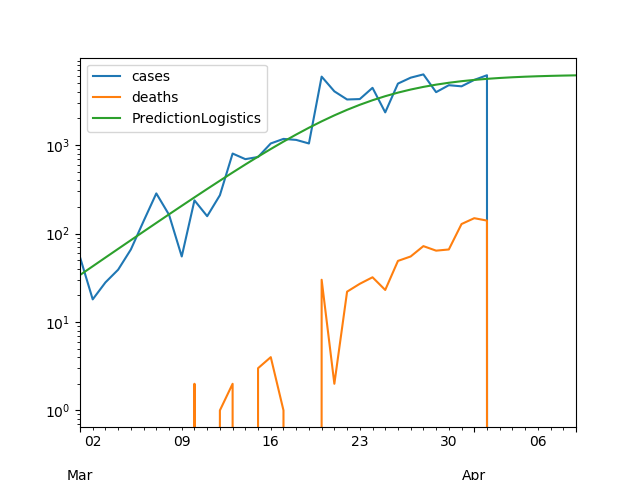 cases
deaths
PredictionLogistics
10³
10²
10¹
10⁰
02 09 16 23 30 06
Mar Apr